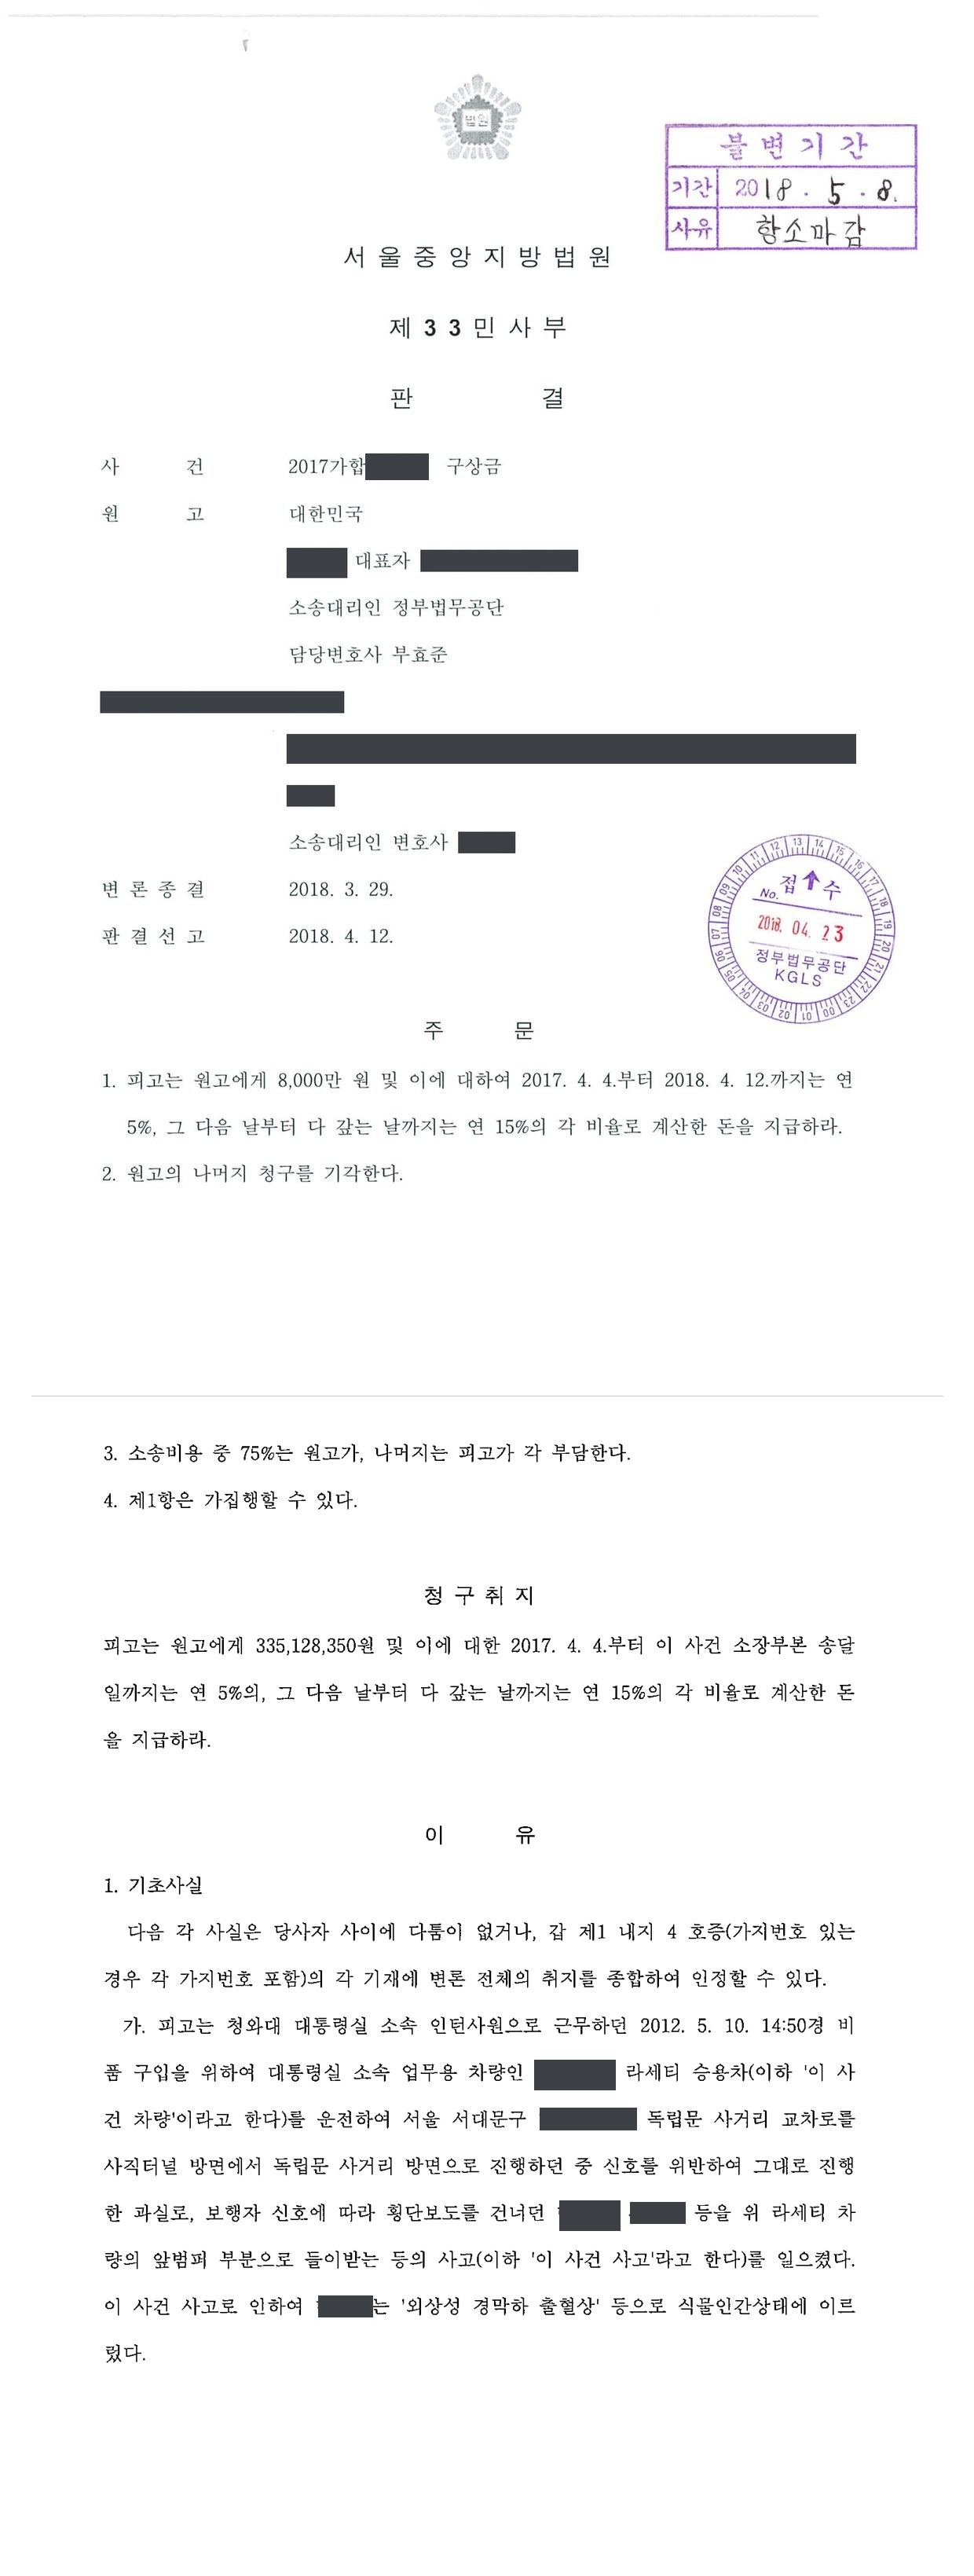 법원
불변기간
기간 2018. 5. 8.
사유 항소마감
서울중앙지방법원
제33민사부
판 결
사 건 2017가합 구상금
원 고 대한민국
대표자
소송대리인 정부법무공단
담당변호사 부효준
소송대리인 변호사
변론종결 2018. 3. 29.
판결선고 2018. 4. 12.
접수
No.
2018. 04. 23
정부법무공단
KGLS
주 문
1. 피고는 원고에게 8,000만 원 및 이에 대하여 2017. 4. 4.부터 2018. 4. 12.까지는 연
5%, 그 다음 날부터 다 갚는 날까지는 연 15%의 각 비율로 계산한 돈을 지급하라.
2. 원고의 나머지 청구를 기각한다.
3. 소송비용 중 75%는 원고가, 나머지는 피고가 각 부담한다.
4. 제1항은 가집행할 수 있다.
청구취지
피고는 원고에게 335,128,350원 및 이에 대한 2017. 4. 4.부터 이 사건 소장부본 송달
일까지는 연 5%의, 그 다음 날부터 다 갚는 날까지는 연 15%의 각 비율로 계산한 돈
을 지급하라.
이 유
1. 기초사실
다음 각 사실은 당사자 사이에 다툼이 없거나, 갑 제1 내지 4 호증(가지번호 있는
경우 각 가지번호 포함)의 각 기재에 변론 전체의 취지를 종합하여 인정할 수 있다.
가. 피고는 청와대 대통령실 소속 인턴사원으로 근무하던 2012. 5. 10. 14:50경 비
품 구입을 위하여 대통령실 소속 업무용 차량인 라세티 승용차(이하 '이 사
건 차량'이라고 한다)를 운전하여 서울 서대문구 독립문 사거리 교차로를
사직터널 방면에서 독립문 사거리 방면으로 진행하던 중 신호를 위반하여 그대로 진행
한 과실로, 보행자 신호에 따라 횡단보도를 건너던 등을 위 라세티 차
량의 앞범퍼 부분으로 들이받는 등의 사고(이하 '이 사건 사고'라고 한다)를 일으켰다.
이 사건 사고로 인하여 는 '외상성 경막하 출혈상' 등으로 식물인간상태에 이르
렀다.